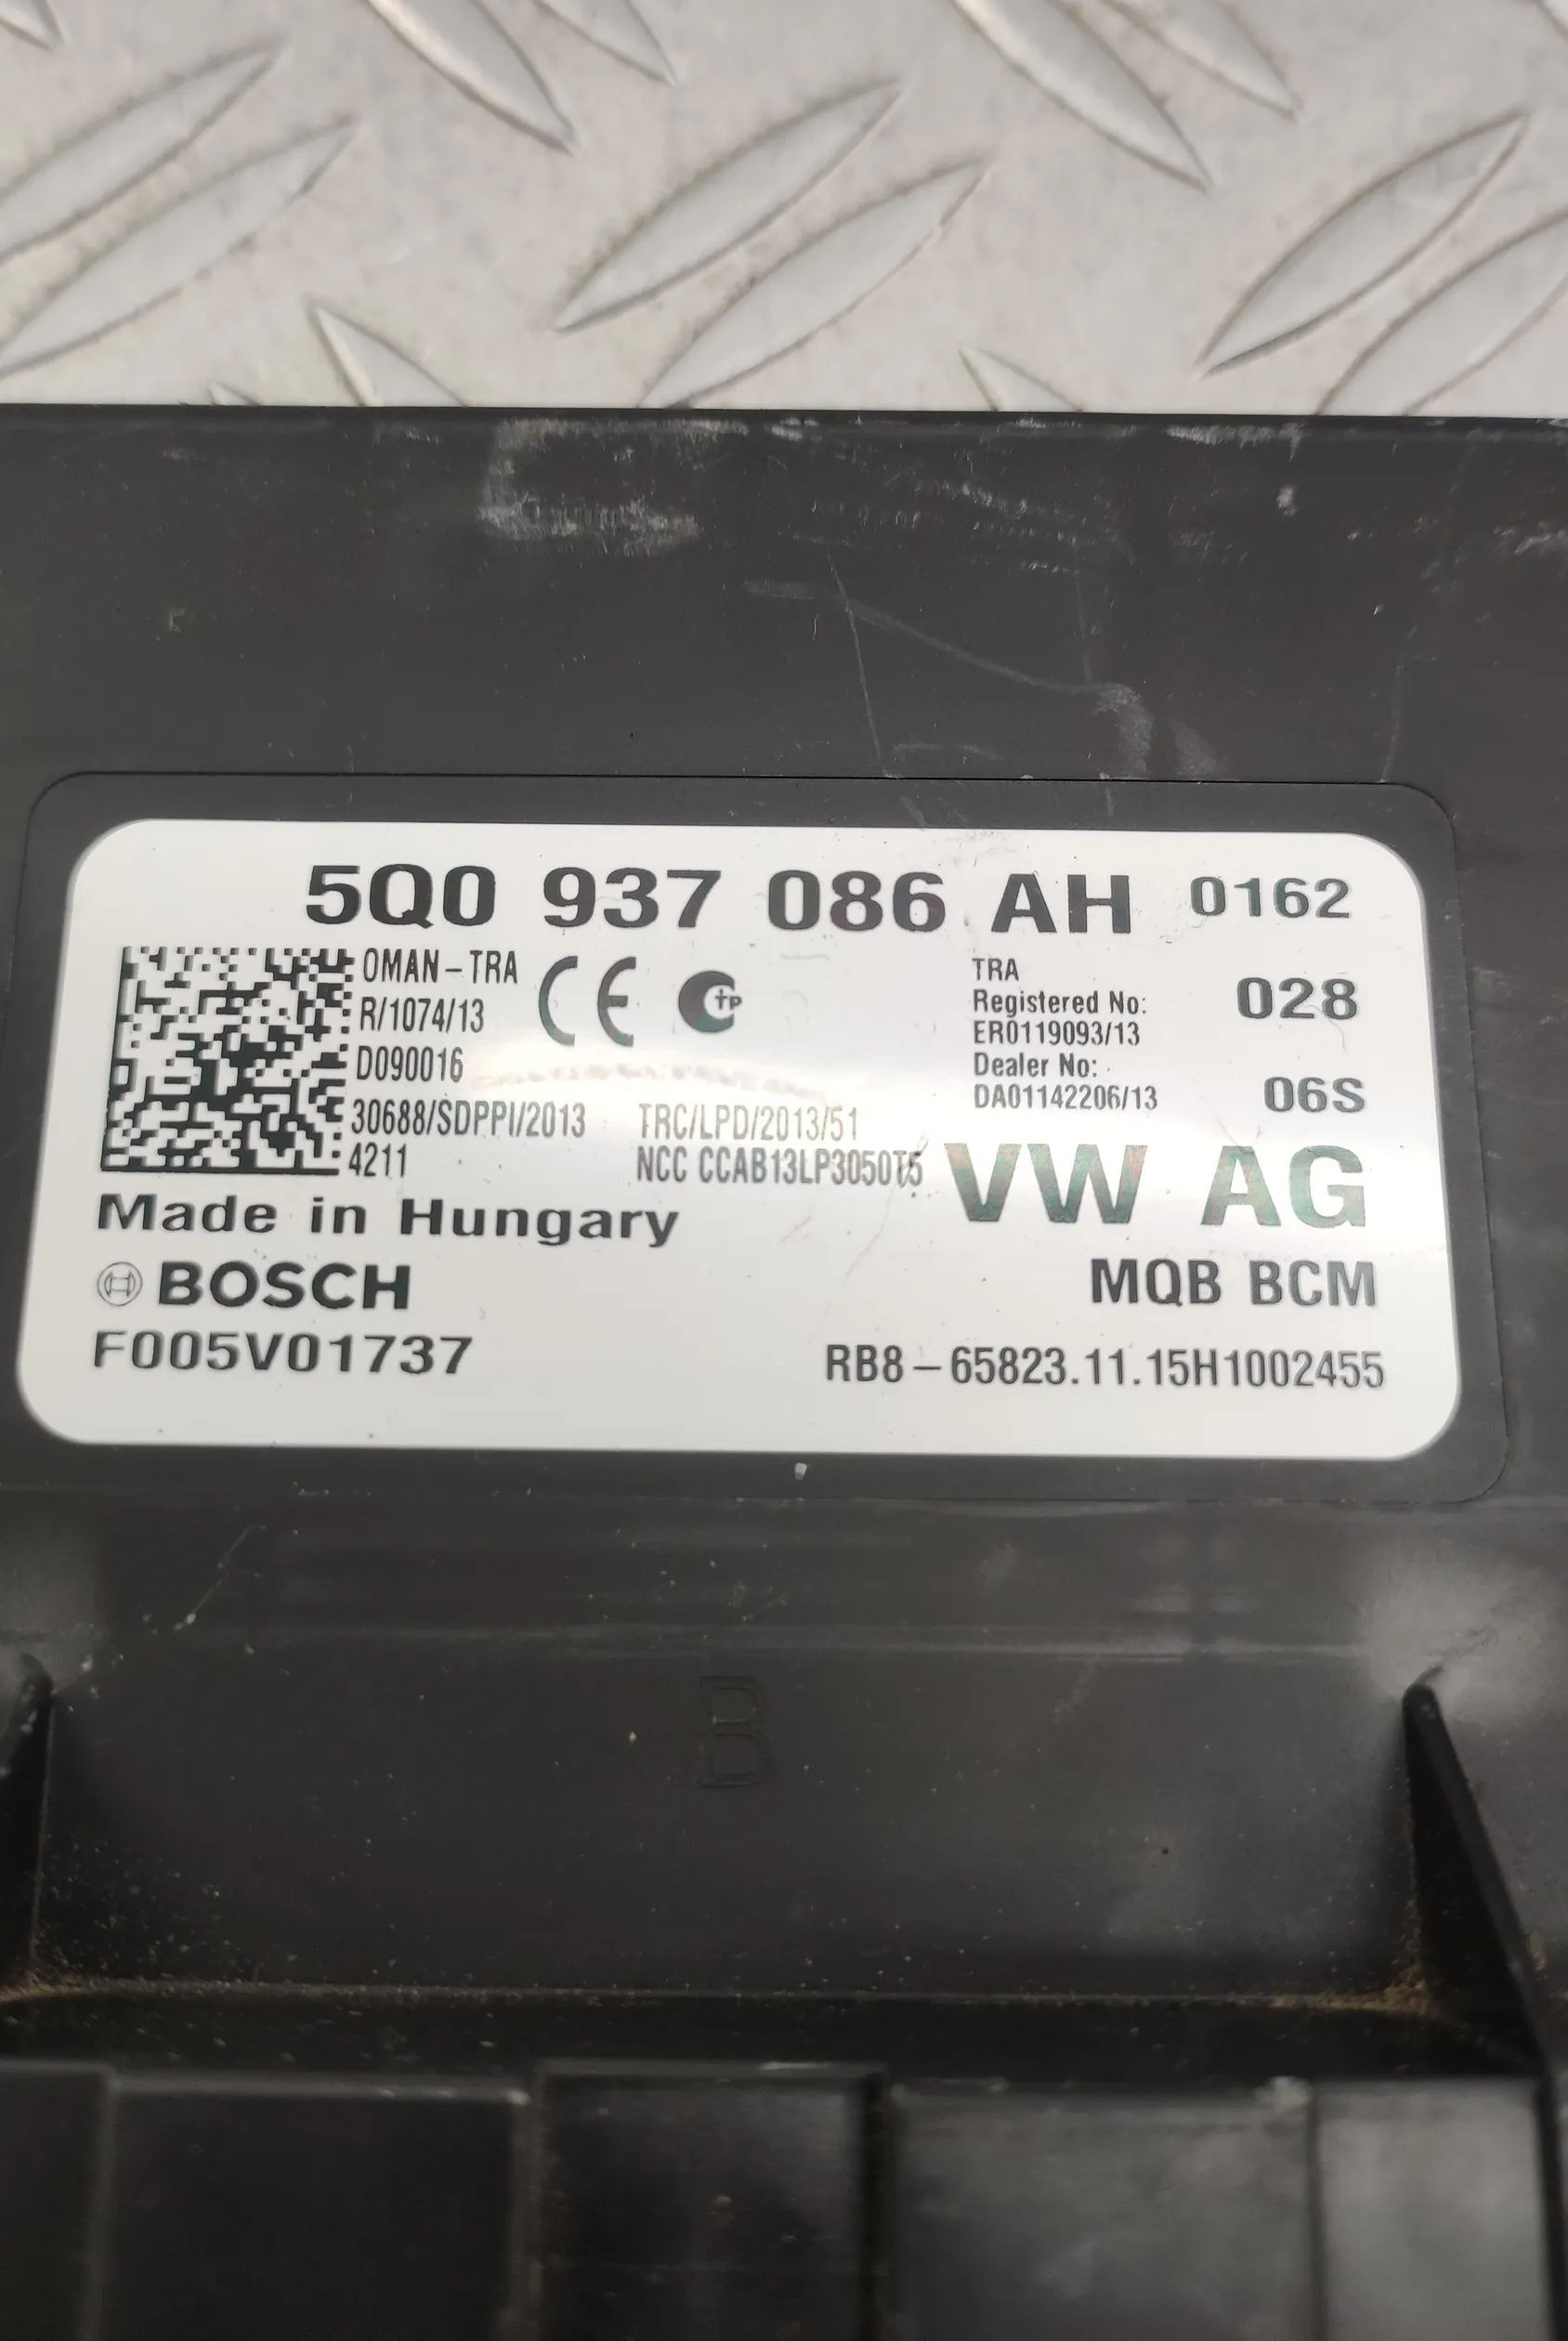 5Q0 937 086 AH 0162
OMAN-TRA
R/1074/13
D090016
30688/SDPPI/2013
4211
CE
TP
TRC/LPD/2013/51
NCC CCAB13LP3050T5
TRA
Registered No:
ER0119093/13
Dealer No:
DA01142206/13
028
06S
VW AG
Made in Hungary
BOSCH
F005V01737
MQB BCM
RB8-65823.11.15H1002455
B